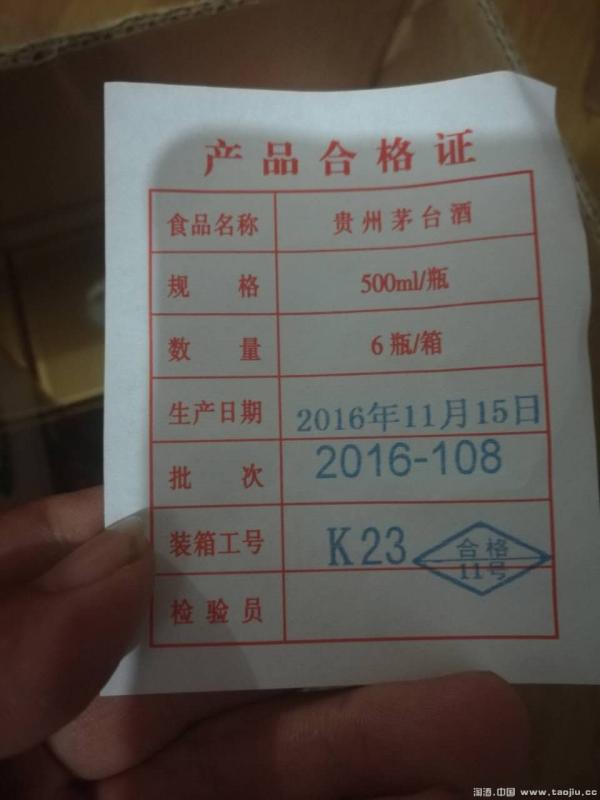 产品合格证
食品名称 贵州茅台酒
规格 500ml/瓶
数量 6瓶/箱
生产日期 2016年11月15日
批次 2016-108
装箱工号 K23
合格
11号
检验员
淘酒.中国 www.taojiu.cc